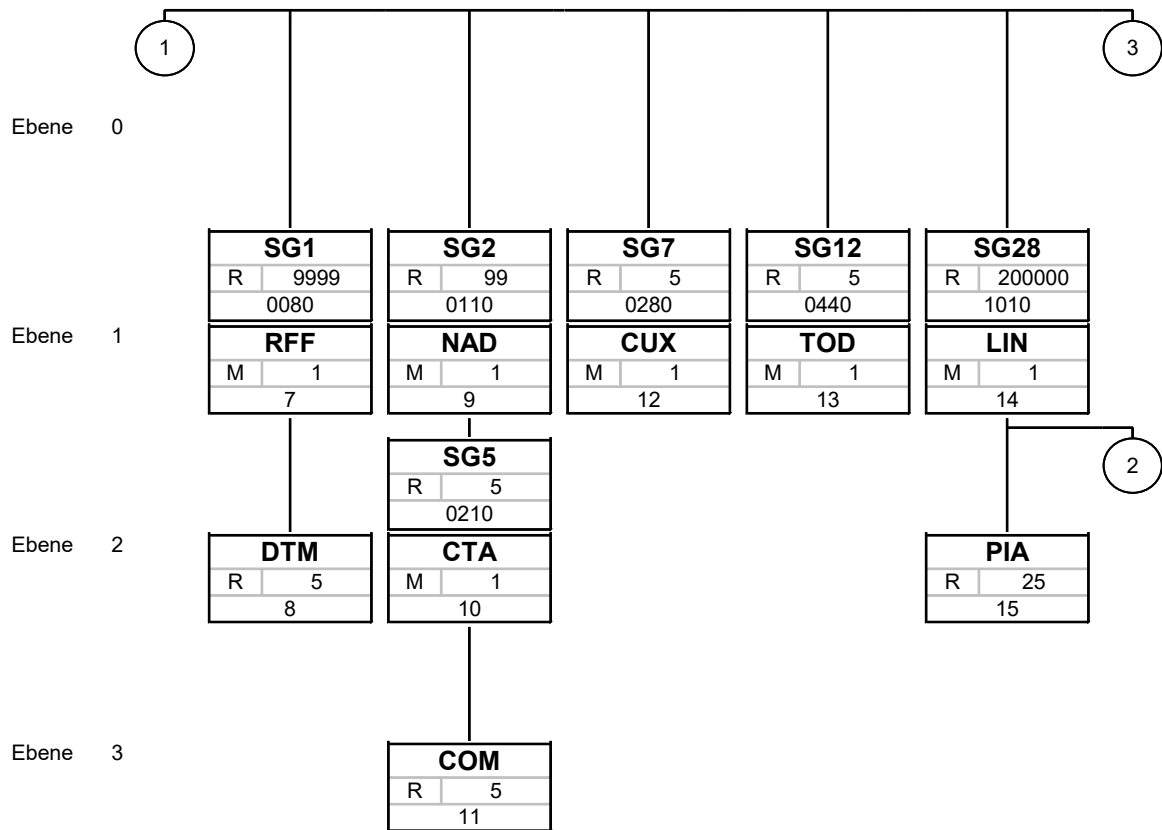 1 3
Ebene 0
SG1 SG2 SG7 SG12 SG28
R 9999 R 99 R 5 R 5 R 200000
0080 0110 0280 0440 1010
Ebene 1 RFF NAD CUX TOD LIN
M 1 M 1 M 1 M 1 M 1
7 9 12 13 14
SG5 2
R 5
0210
Ebene 2 DTM CTA PIA
R 5 M 1 R 25
8 10 15
Ebene 3 COM
R 5
11